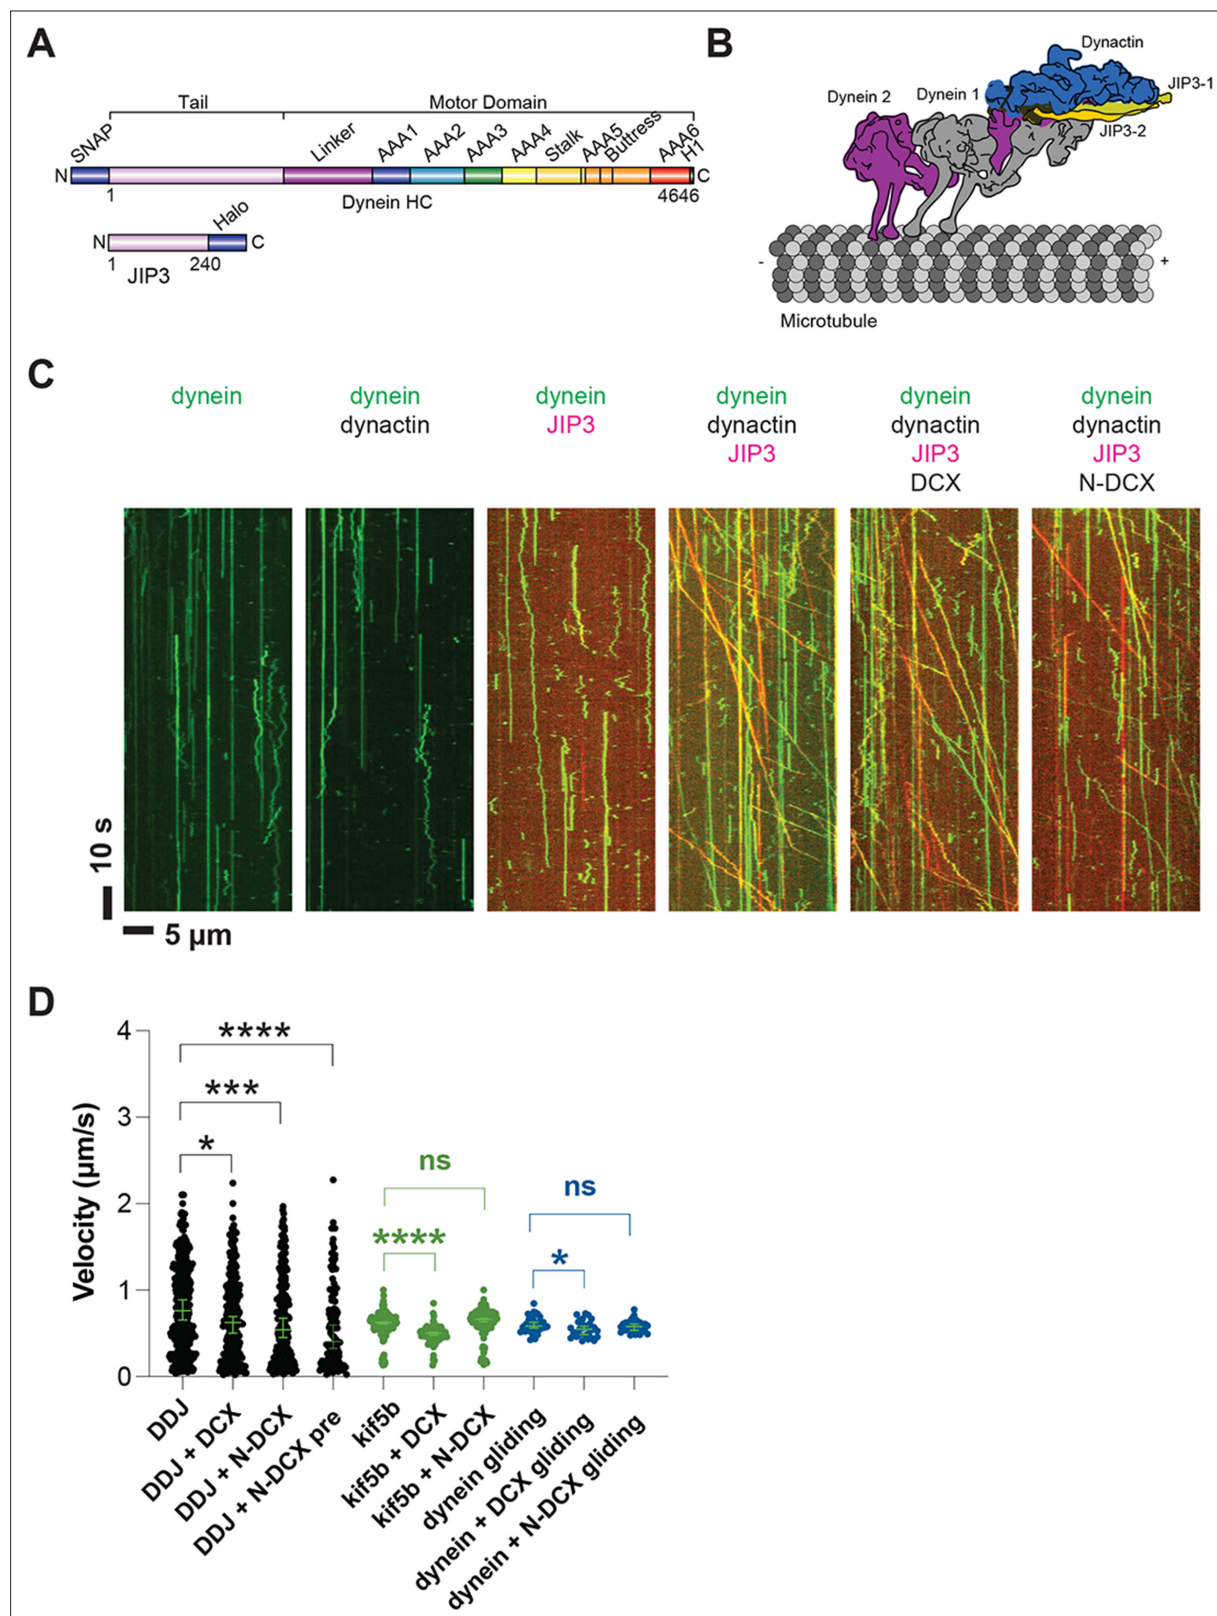 A
Tail
Motor Domain
SNAP
Linker
AAA1
AAA2
AAA3
AAA4
Stalk
AAA5
Buttress
AAA6
H1
N
C
1
Dynein HC
4646
Halo
N
C
1
240
JIP3
B
Dynactin
JIP3-1
Dynein 1
Dynein 2
JIP3-2
-
+
Microtubule
C
dynein
dynein
dynactin
dynein
JIP3
dynein
dynactin
JIP3
dynein
dynactin
JIP3
DCX
dynein
dynactin
JIP3
N-DCX
10 s
5 µm
D
Velocity (µm/s)
4
3
2
1
0
****
***
*
ns
****
ns
*
DDJ
DDJ + DCX
DDJ + N-DCX
DDJ + N-DCX pre
kif5b
kif5b + DCX
kif5b + N-DCX
dynein gliding
dynein + DCX gliding
dynein + N-DCX gliding